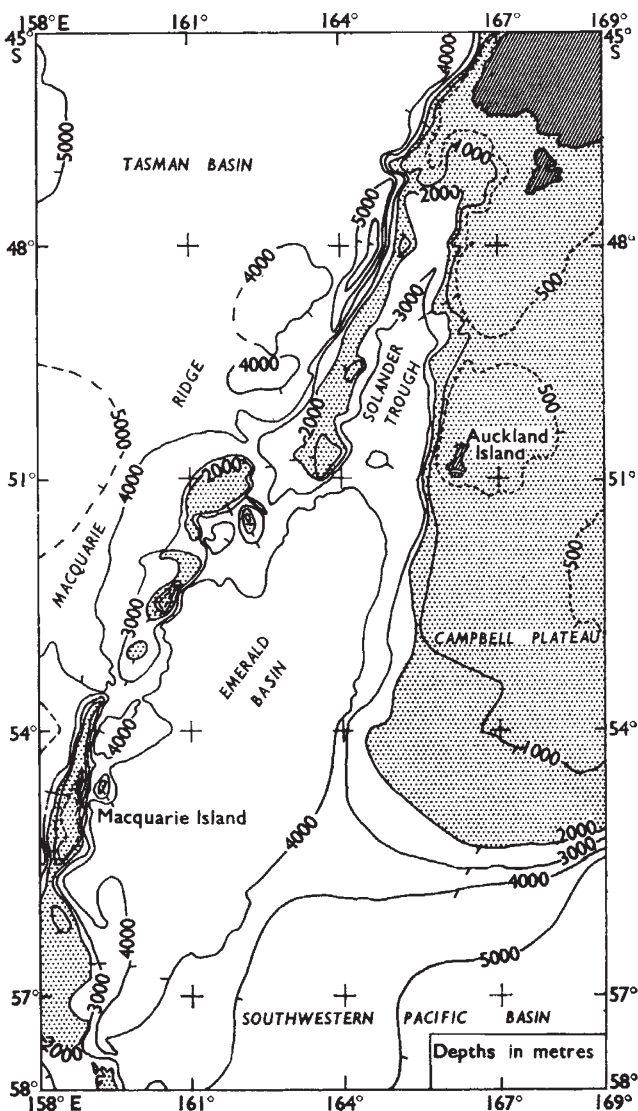 158° E 161° 164° 167° 169°
45° S
45° S
4000
5000
TASMAN BASIN
1000
2000
5000
48°
48°
4000
500
3000
4000
RIDGE
SOLANDER
TROUGH
500
5000
2000
Auckland
Island
51°
51°
4000
2000
500
MACQUARIE
3000
CAMPBELL PLATEAU
EMERALD
BASIN
54°
54°
4000
1000
Macquarie Island
4000
2000
3000
4000
4000
5000
3000
57°
57°
SOUTHWESTERN PACIFIC BASIN
2000
Depths in metres
58°
58°
158° E 161° 164° 167° 169°